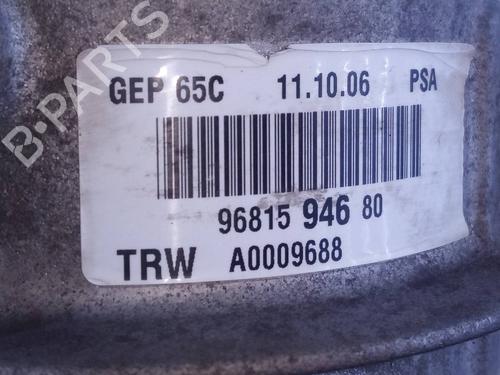 GEP 65C 11.10.06 PSA
96815 946 80
TRW A0009688
B-PARTS